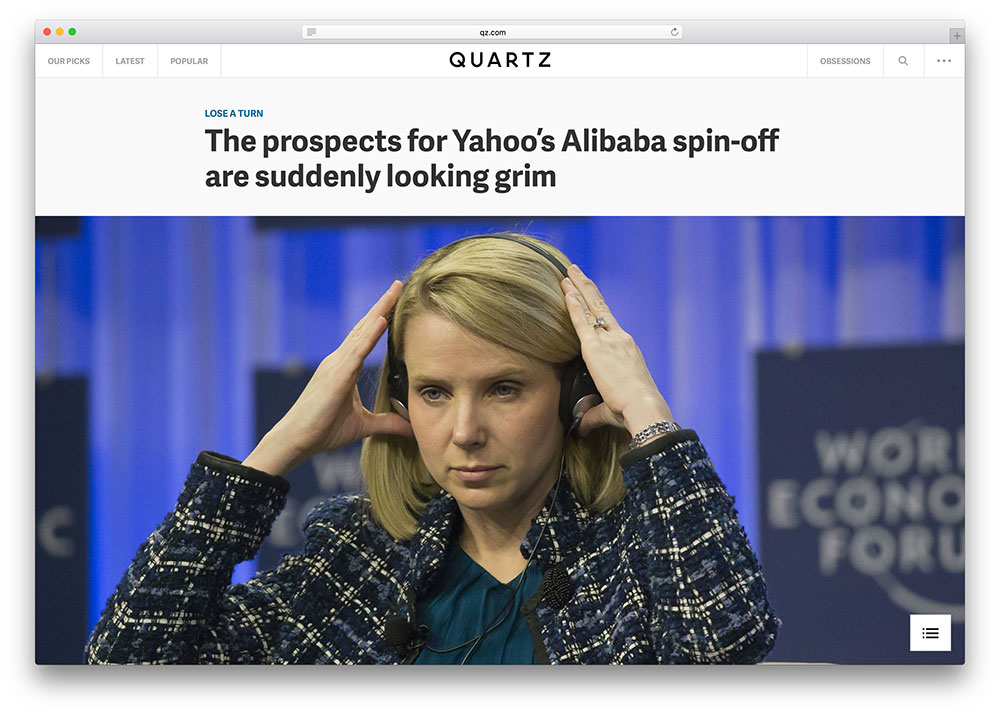 qz.com
OUR PICKS
LATEST
POPULAR
QUARTZ
OBSESSIONS
LOSE A TURN
The prospects for Yahoo’s Alibaba spin-off
are suddenly looking grim
WORL
ECONO
FORU